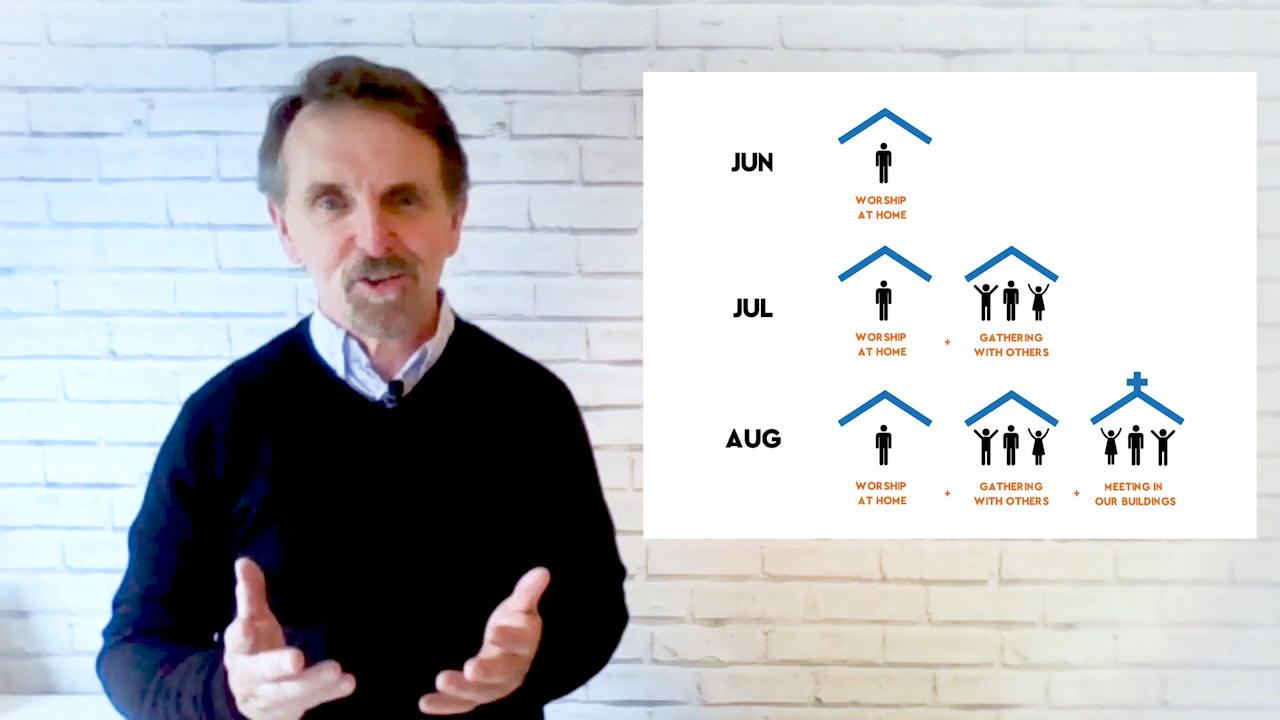 JUN
WORSHIP
AT HOME
JUL
WORSHIP
AT HOME
+
GATHERING
WITH OTHERS
AUG
WORSHIP
AT HOME
+
GATHERING
WITH OTHERS
+
MEETING IN
OUR BUILDINGS